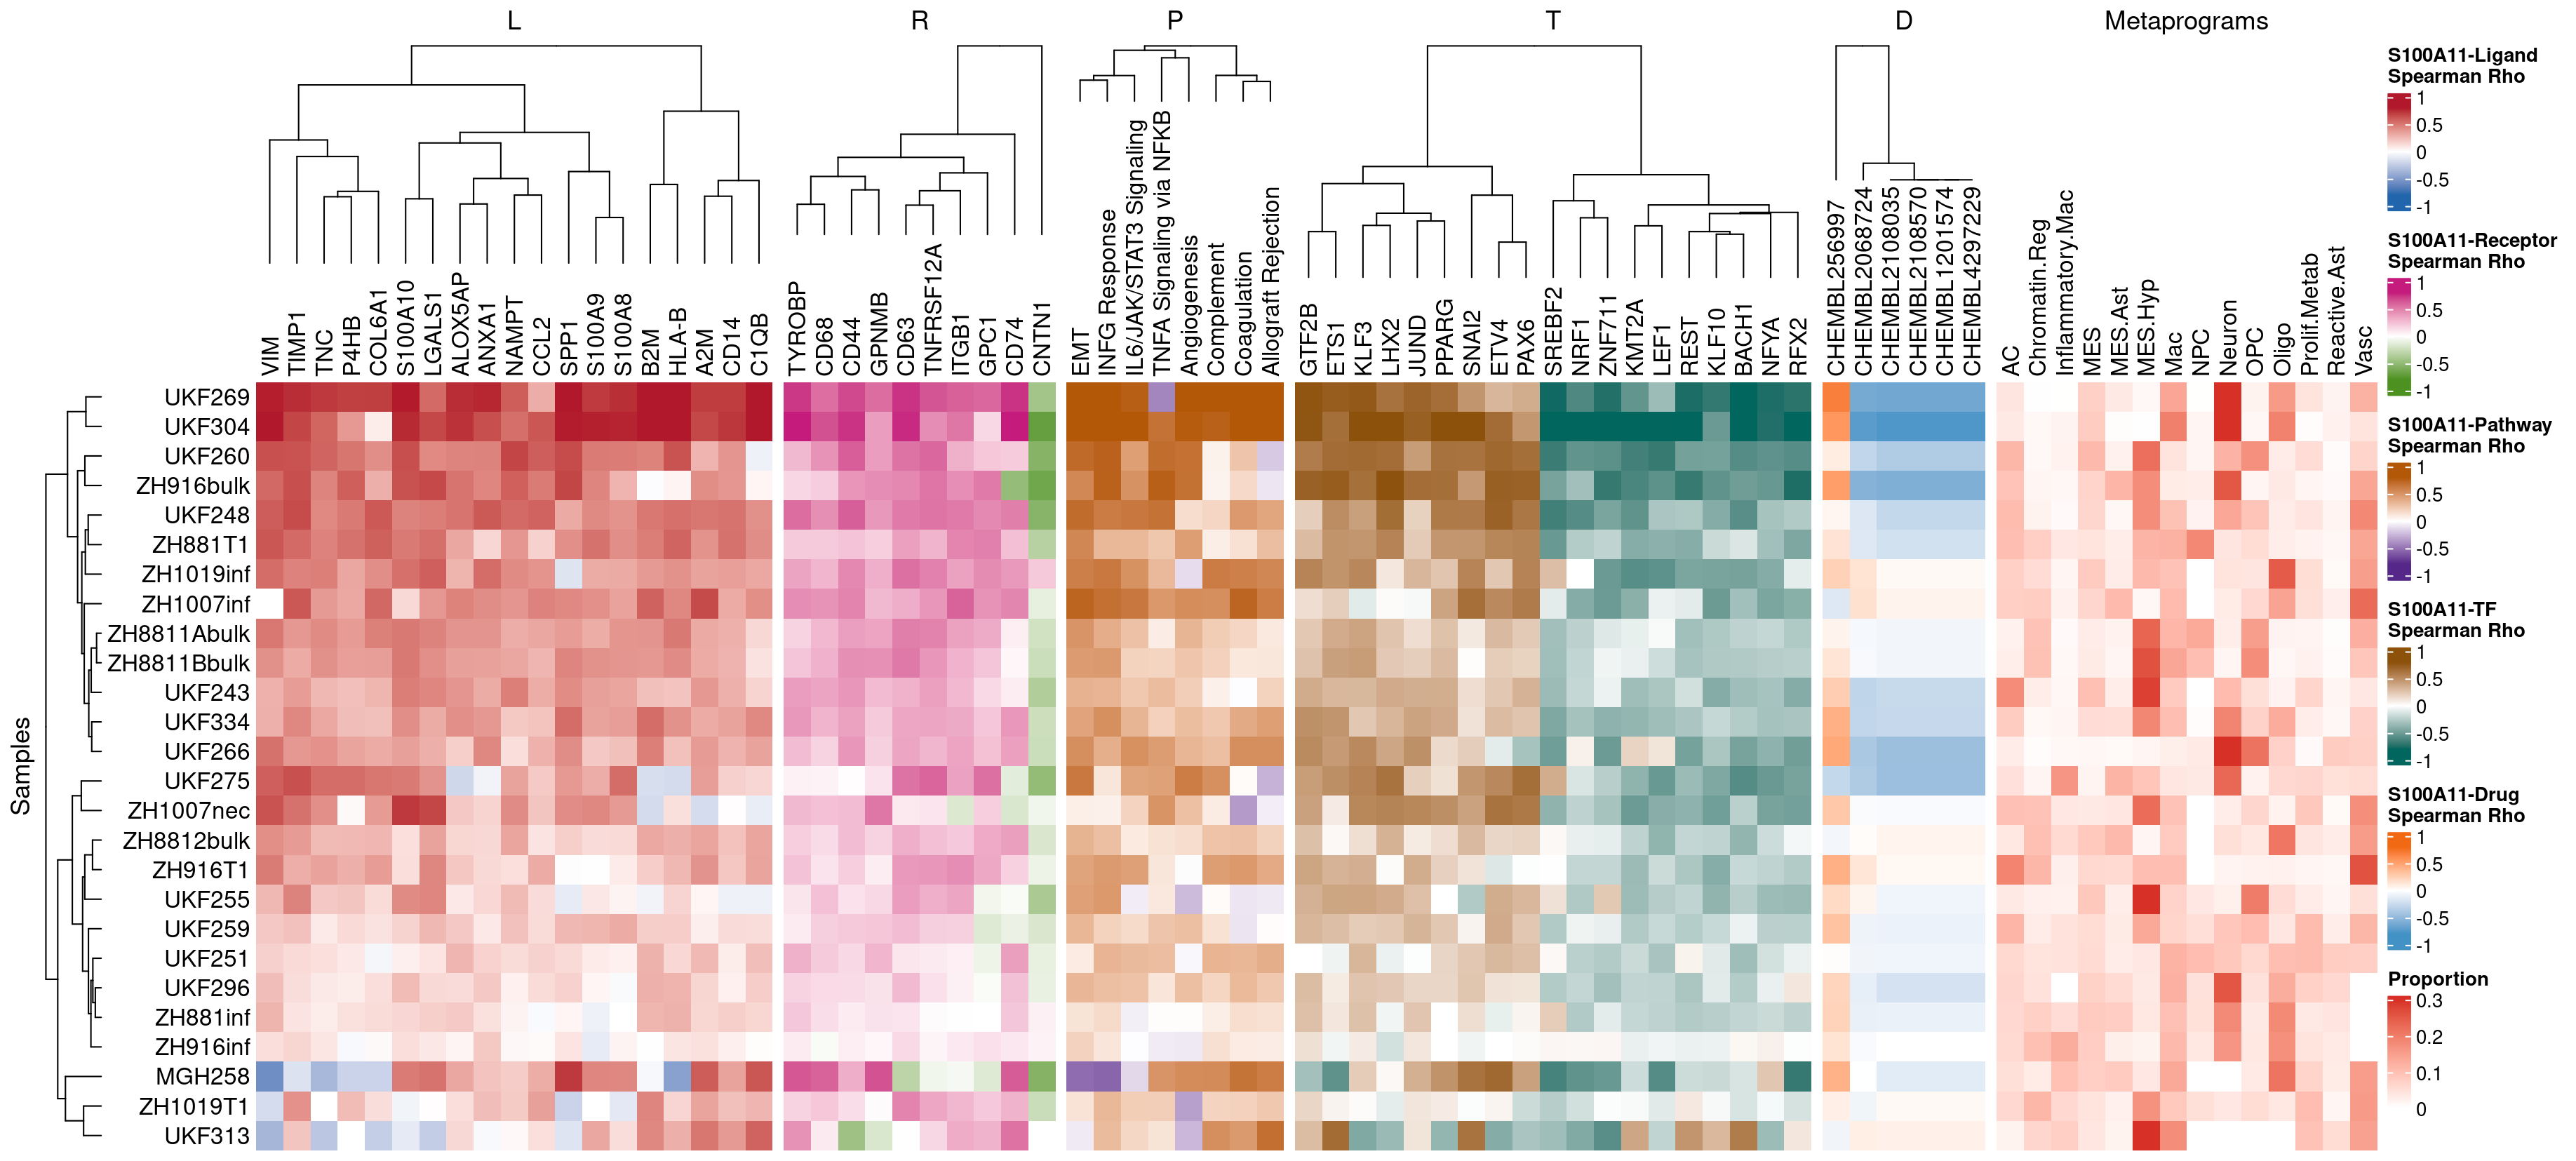 L
R
P
T
D
Metaprograms
VIM
TIMP1
TNC
P4HB
COL6A1
S100A10
LGALS1
ALOX5AP
ANXA1
NAMPT
CCL2
SPP1
S100A9
S100A8
B2M
HLA-B
A2M
CD14
C1QB
TYROBP
CD68
CD44
GPNMB
CD63
TNFRSF12A
ITGB1
GPC1
CD74
CNTN1
EMT
INFG Response
IL6/JAK/STAT3 Signaling
TNFA Signaling via NFKB
Angiogenesis
Complement
Coagulation
Allograft Rejection
GTF2B
ETS1
KLF3
LHX2
JUND
PPARG
SNAI2
ETV4
PAX6
SREBF2
NRF1
ZNF711
KMT2A
LEF1
REST
KLF10
BACH1
NFYA
RFX2
CHEMBL256997
CHEMBL2068724
CHEMBL2108035
CHEMBL2108570
CHEMBL1201574
CHEMBL4297229
AC
Chromatin.Reg
Inflammatory.Mac
MES
MES.Ast
MES.Hyp
Mac
NPC
Neuron
OPC
Oligo
Prolif.Metab
Reactive.Ast
Vasc
Samples
UKF269
UKF304
UKF260
ZH916bulk
UKF248
ZH881T1
ZH1019inf
ZH1007inf
ZH8811Abulk
ZH8811Bbulk
UKF243
UKF334
UKF266
UKF275
ZH1007nec
ZH8812bulk
ZH916T1
UKF255
UKF259
UKF251
UKF296
ZH881inf
ZH916inf
MGH258
ZH1019T1
UKF313
S100A11-Ligand
Spearman Rho
1
0.5
0
-0.5
-1
S100A11-Receptor
Spearman Rho
1
0.5
0
-0.5
-1
S100A11-Pathway
Spearman Rho
1
0.5
0
-0.5
-1
S100A11-TF
Spearman Rho
1
0.5
0
-0.5
-1
S100A11-Drug
Spearman Rho
1
0.5
0
-0.5
-1
Proportion
0.3
0.2
0.1
0